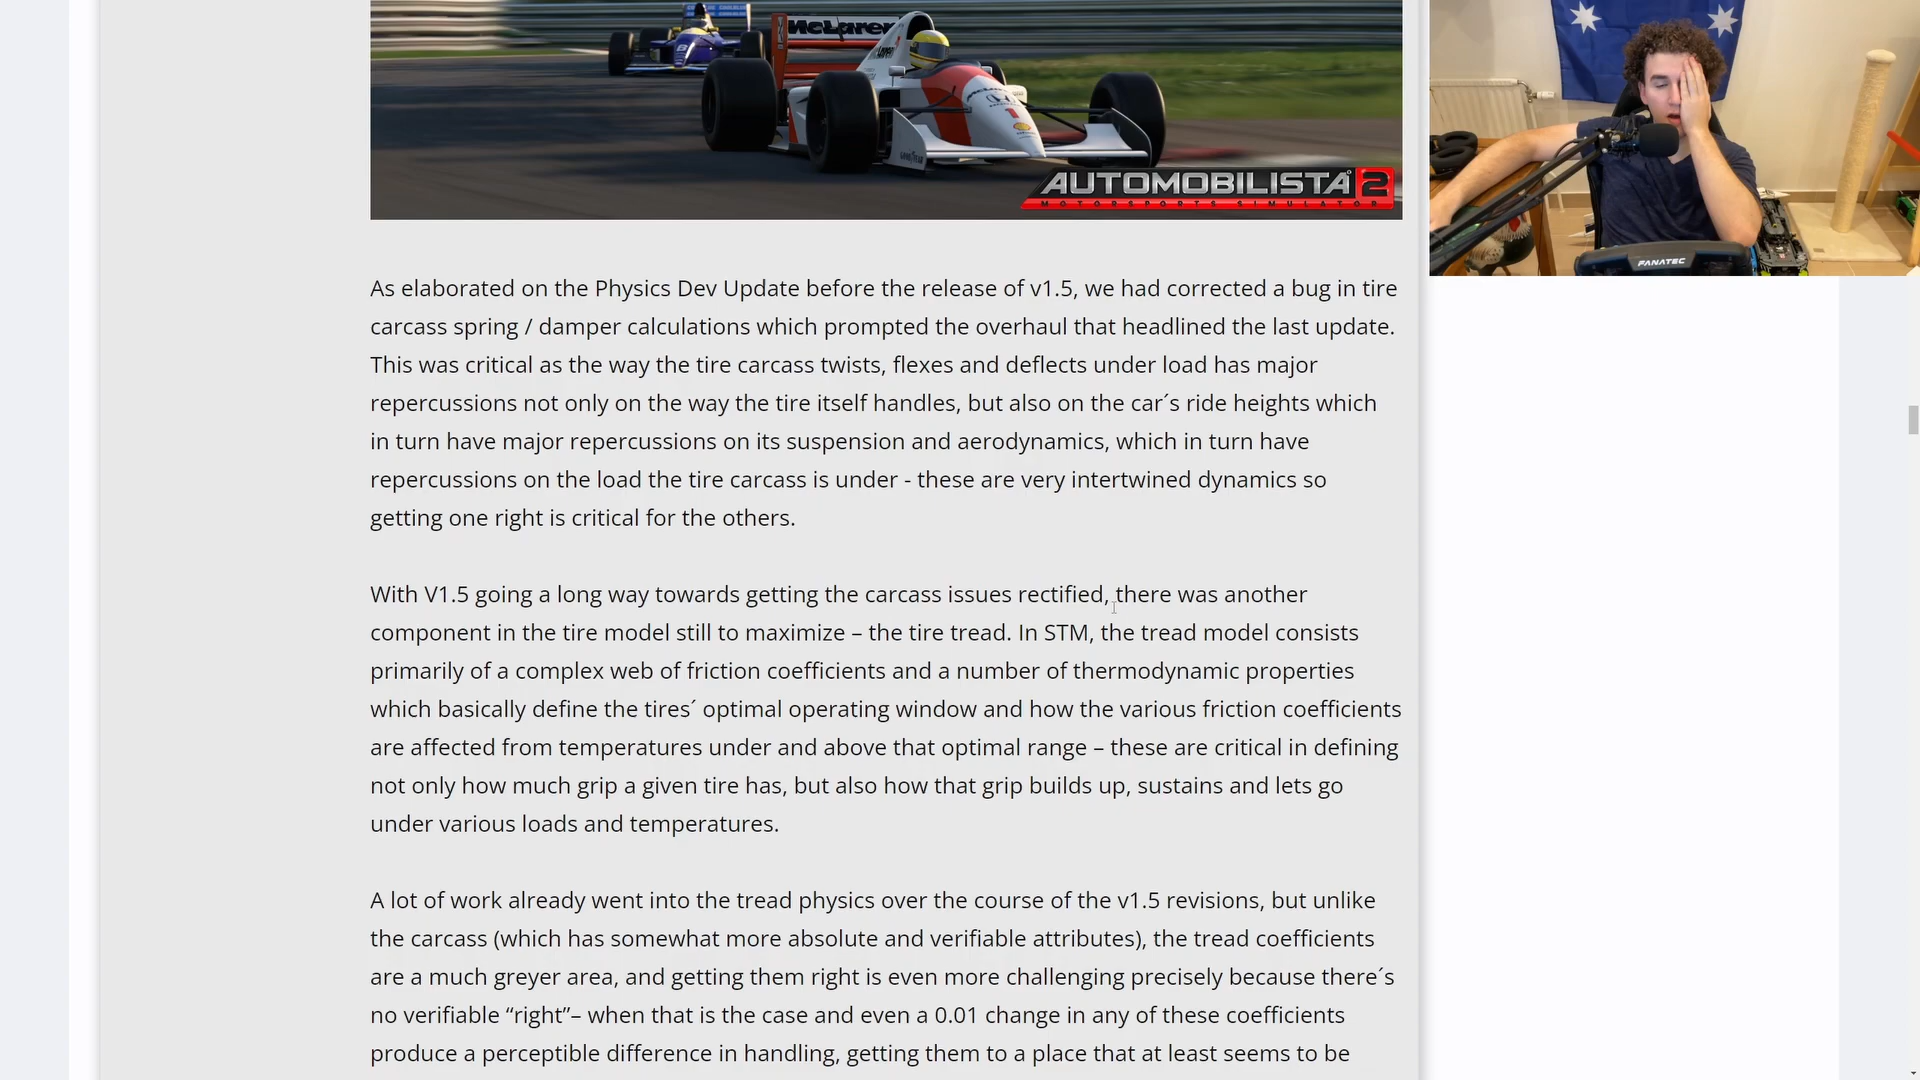 McLaren
AUTOMOBILISTA 2
MOTORSPORTS SIMULATOR
FANATEC
As elaborated on the Physics Dev Update before the release of v1.5, we had corrected a bug in tire
carcass spring / damper calculations which prompted the overhaul that headlined the last update.
This was critical as the way the tire carcass twists, flexes and deflects under load has major
repercussions not only on the way the tire itself handles, but also on the car´s ride heights which
in turn have major repercussions on its suspension and aerodynamics, which in turn have
repercussions on the load the tire carcass is under - these are very intertwined dynamics so
getting one right is critical for the others.
With V1.5 going a long way towards getting the carcass issues rectified, there was another
component in the tire model still to maximize – the tire tread. In STM, the tread model consists
primarily of a complex web of friction coefficients and a number of thermodynamic properties
which basically define the tires´ optimal operating window and how the various friction coefficients
are affected from temperatures under and above that optimal range – these are critical in defining
not only how much grip a given tire has, but also how that grip builds up, sustains and lets go
under various loads and temperatures.
A lot of work already went into the tread physics over the course of the v1.5 revisions, but unlike
the carcass (which has somewhat more absolute and verifiable attributes), the tread coefficients
are a much greyer area, and getting them right is even more challenging precisely because there´s
no verifiable “right”– when that is the case and even a 0.01 change in any of these coefficients
produce a perceptible difference in handling, getting them to a place that at least seems to be